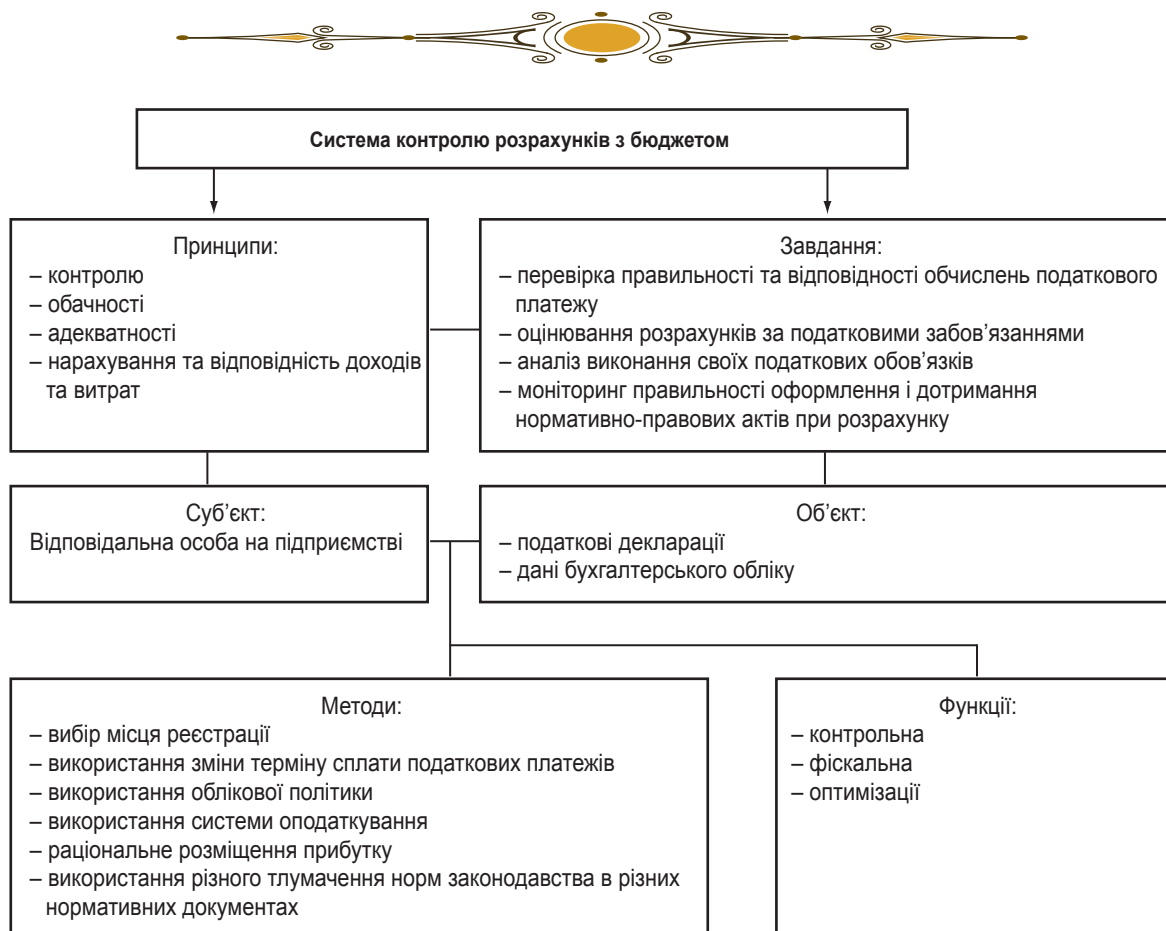 Система контролю розрахунків з бюджетом
Принципи:
– контролю
– обачності
– адекватності
– нарахування та відповідність доходів
та витрат
Завдання:
– перевірка правильності та відповідності обчислень податкового
платежу
– оцінювання розрахунків за податковими забов’язаннями
– аналіз виконання своїх податкових обов’язків
– моніторинг правильності оформлення і дотримання
нормативно-правових актів при розрахунку
Суб’єкт:
Відповідальна особа на підприємстві
Об’єкт:
– податкові декларації
– дані бухгалтерського обліку
Методи:
– вибір місця реєстрації
– використання зміни терміну сплати податкових платежів
– використання облікової політики
– використання системи оподаткування
– раціональне розміщення прибутку
– використання різного тлумачення норм законодавства в різних
нормативних документах
Функції:
– контрольна
– фіскальна
– оптимізації